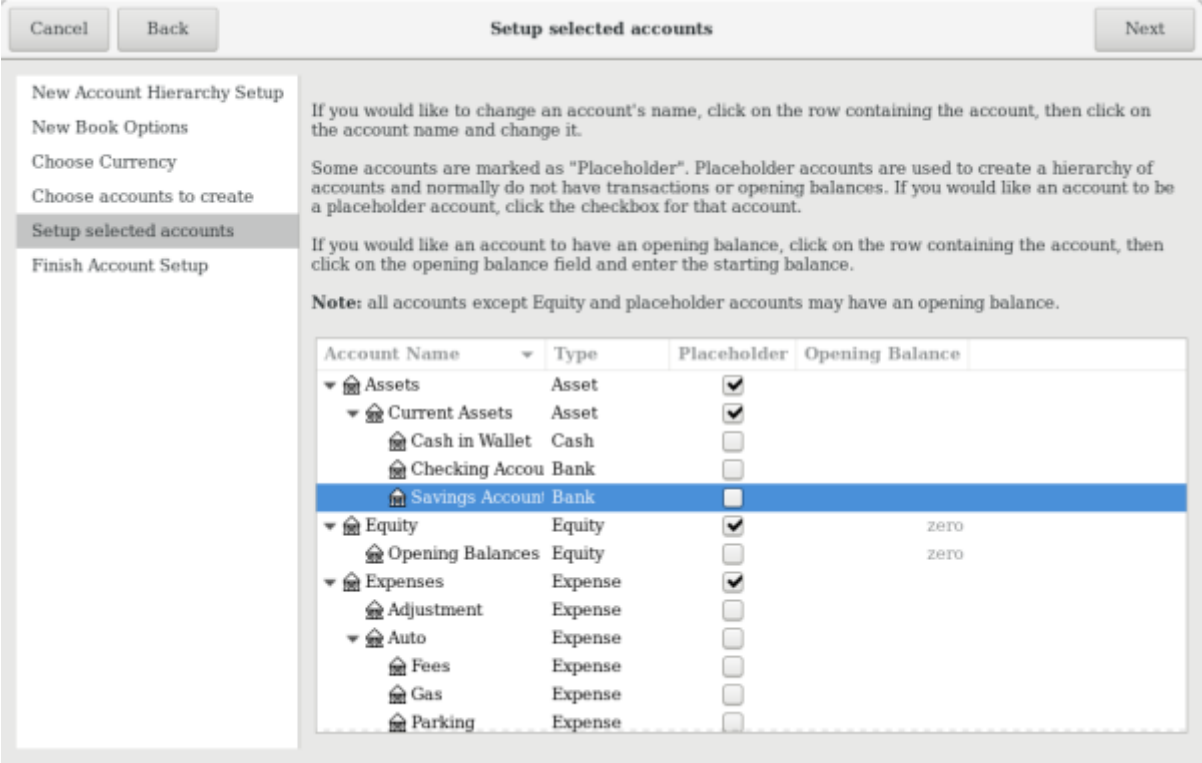 Cancel Back Setup selected accounts Next
New Account Hierarchy Setup
New Book Options
Choose Currency
Choose accounts to create
Setup selected accounts
Finish Account Setup
If you would like to change an account's name, click on the row containing the account, then click on
the account name and change it.
Some accounts are marked as "Placeholder". Placeholder accounts are used to create a hierarchy of
accounts and normally do not have transactions or opening balances. If you would like an account to be
a placeholder account, click the checkbox for that account.
If you would like an account to have an opening balance, click on the row containing the account, then
click on the opening balance field and enter the starting balance.
Note: all accounts except Equity and placeholder accounts may have an opening balance.
Account Name Type Placeholder Opening Balance
Assets Asset
Current Assets Asset
Cash in Wallet Cash
Checking Accou Bank
Savings Account Bank
Equity Equity zero
Opening Balances Equity zero
Expenses Expense
Adjustment Expense
Auto Expense
Fees Expense
Gas Expense
Parking Expense